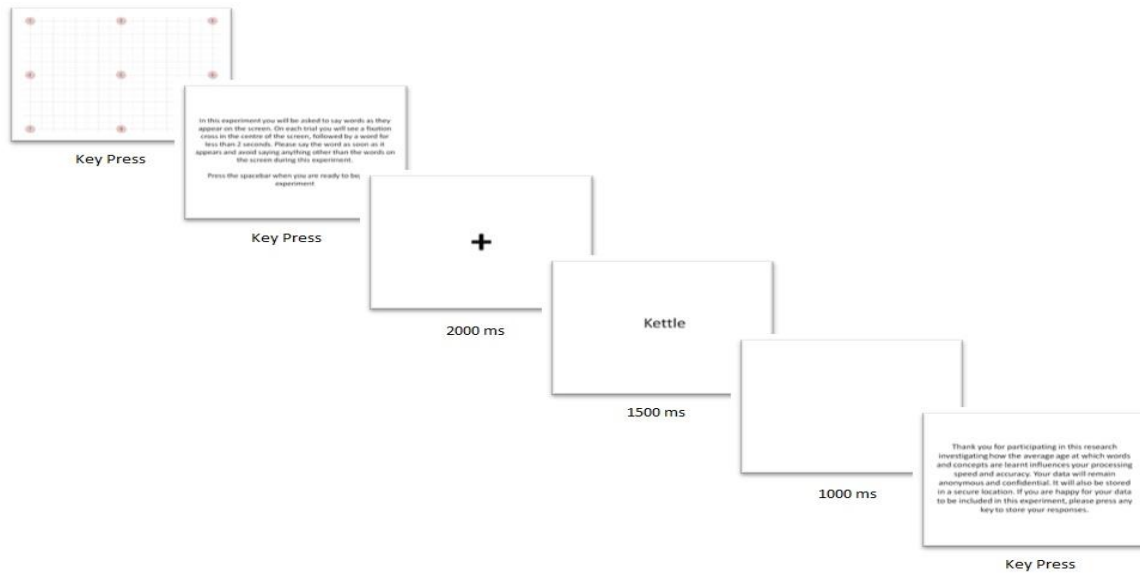 Key Press
In this experiment you will be asked to say words as they
appear on the screen. On each trial you will see a fixation
cross in the centre of the screen, followed by a word for
less than 2 seconds. Please say the word as soon as it
appears and avoid saying anything other than the words on
the screen during this experiment.
Press the spacebar when you are ready to
experiment
Key Press
+
2000 ms
Kettle
1500 ms
1000 ms
Thank you for participating in this research
investigating how the average age at which words
and concepts are learnt influences your processing
speed and accuracy. Your data will remain
anonymous and confidential. It will also be stored
in a secure location. If you are happy for your data
to be included in this experiment, please press any
key to store your responses.
Key Press